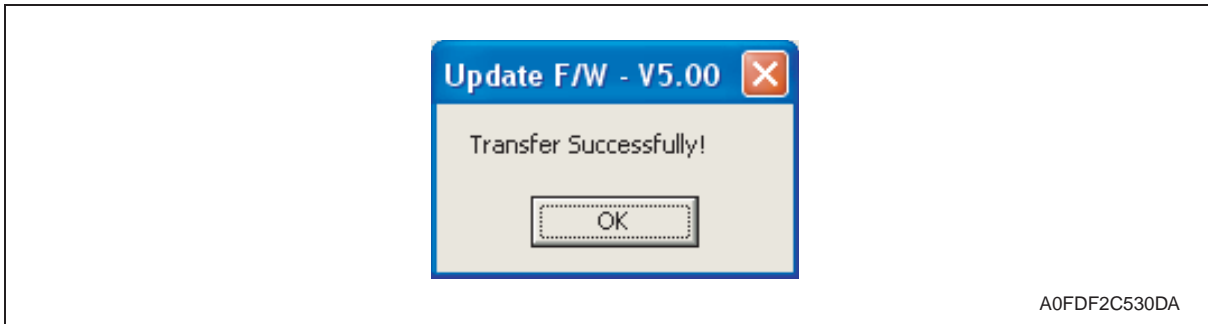 Update F/W - V5.00
Transfer Successfully!
OK
A0FDF2C530DA